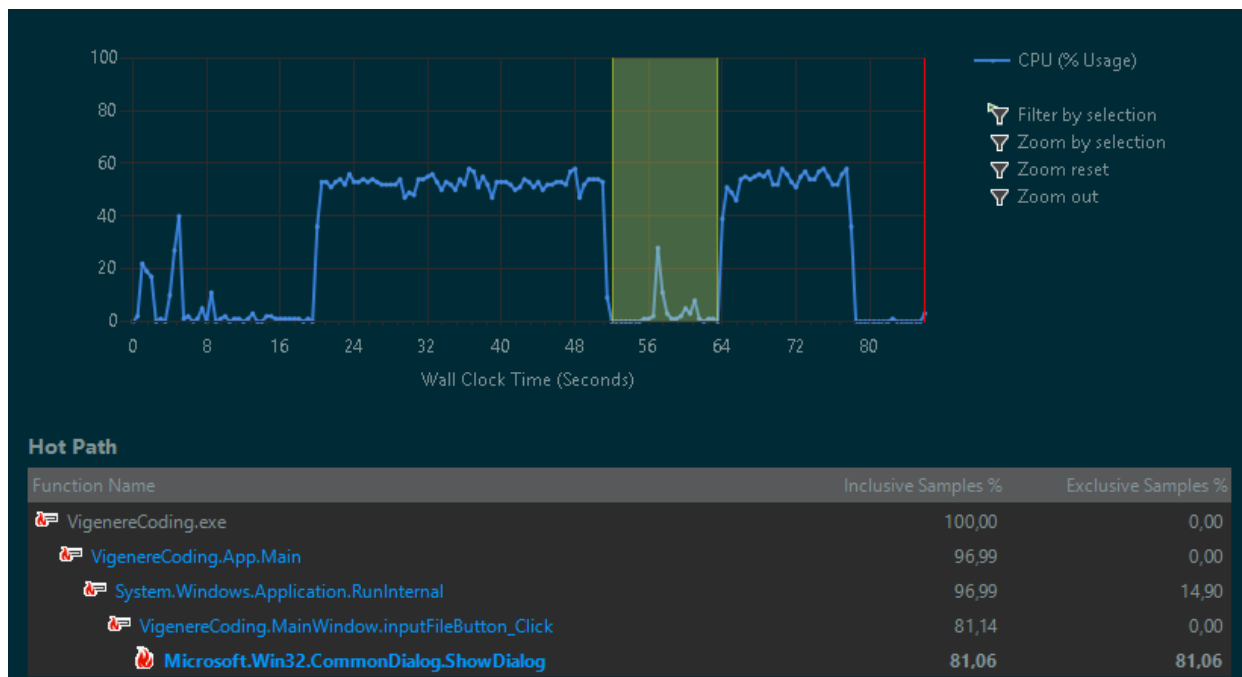 100
80
60
40
20
0
0 8 16 24 32 40 48 56 64 72 80
Wall Clock Time (Seconds)
CPU (% Usage)
Filter by selection
Zoom by selection
Zoom reset
Zoom out
Hot Path
Function Name Inclusive Samples % Exclusive Samples %
VigenereCoding.exe 100,00 0,00
VigenereCoding.App.Main 96,99 0,00
System.Windows.Application.RunInternal 96,99 14,90
VigenereCoding.MainWindow.inputFileButton_Click 81,14 0,00
Microsoft.Win32.CommonDialog.ShowDialog 81,06 81,06